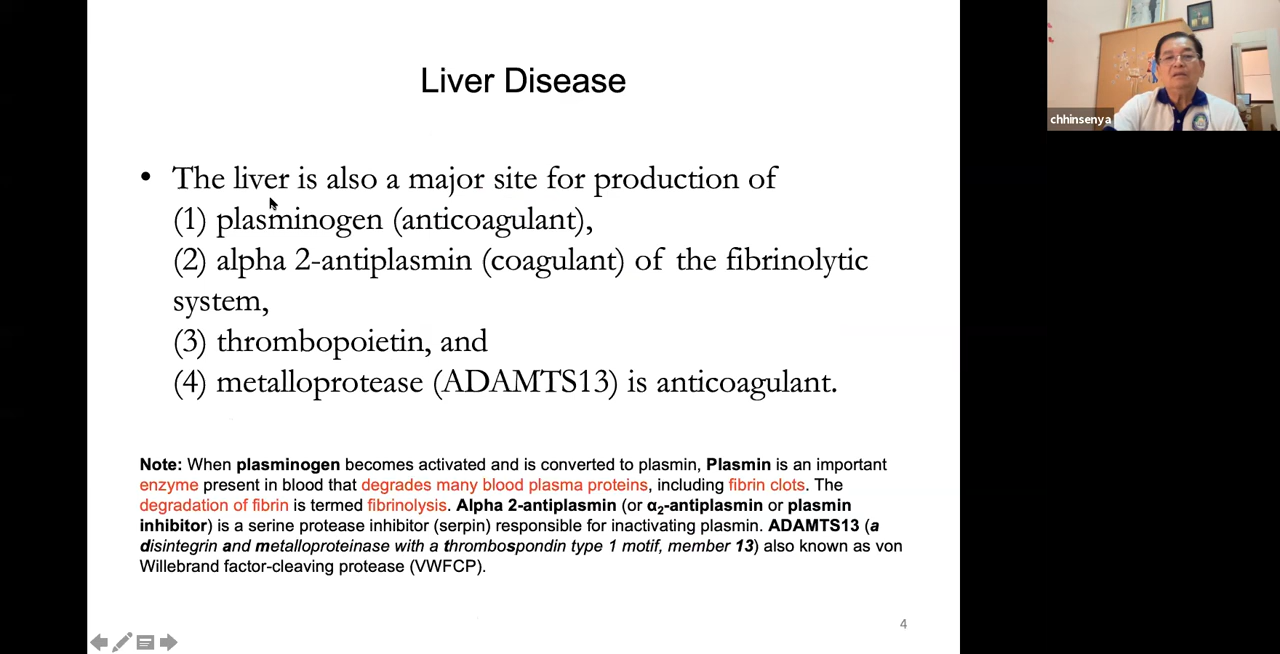 Liver Disease
• The liver is also a major site for production of
(1) plasminogen (anticoagulant),
(2) alpha 2-antiplasmin (coagulant) of the fibrinolytic
system,
(3) thrombopoietin, and
(4) metalloprotease (ADAMTS13) is anticoagulant.
Note: When plasminogen becomes activated and is converted to plasmin, Plasmin is an important
enzyme present in blood that degrades many blood plasma proteins, including fibrin clots. The
degradation of fibrin is termed fibrinolysis. Alpha 2-antiplasmin (or α₂-antiplasmin or plasmin
inhibitor) is a serine protease inhibitor (serpin) responsible for inactivating plasmin. ADAMTS13 (a
disintegrin and metalloproteinase with a thrombospondin type 1 motif, member 13) also known as von
Willebrand factor-cleaving protease (VWFCP).
4
chhinsenya